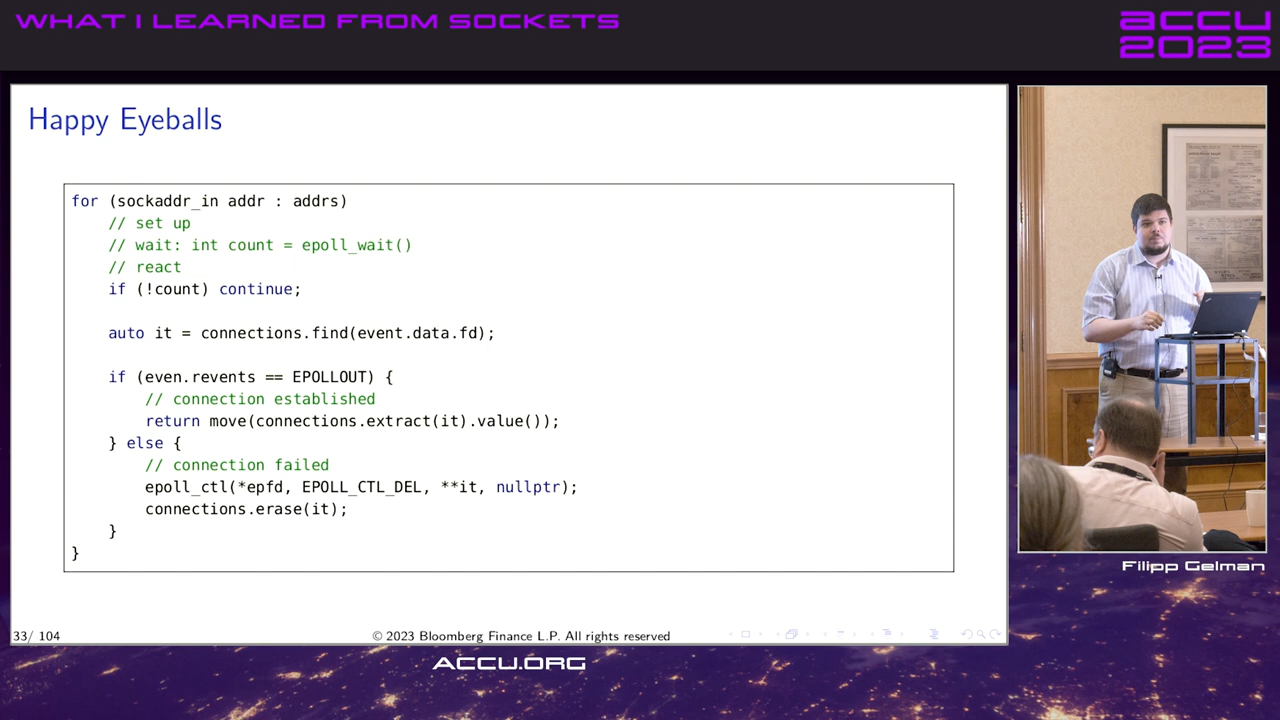 WHAT I LEARNED FROM SOCKETS
ACCU
2023
Happy Eyeballs
for (sockaddr_in addr : addrs)
// set up
// wait: int count = epoll_wait()
// react
if (!count) continue;
auto it = connections.find(event.data.fd);
if (even.revents == EPOLLOUT) {
// connection established
return move(connections.extract(it).value());
} else {
// connection failed
epoll_ctl(*epfd, EPOLL_CTL_DEL, **it, nullptr);
connections.erase(it);
}
}
33/ 104
© 2023 Bloomberg Finance L.P. All rights reserved
Filipp Gelman
ACCU.ORG